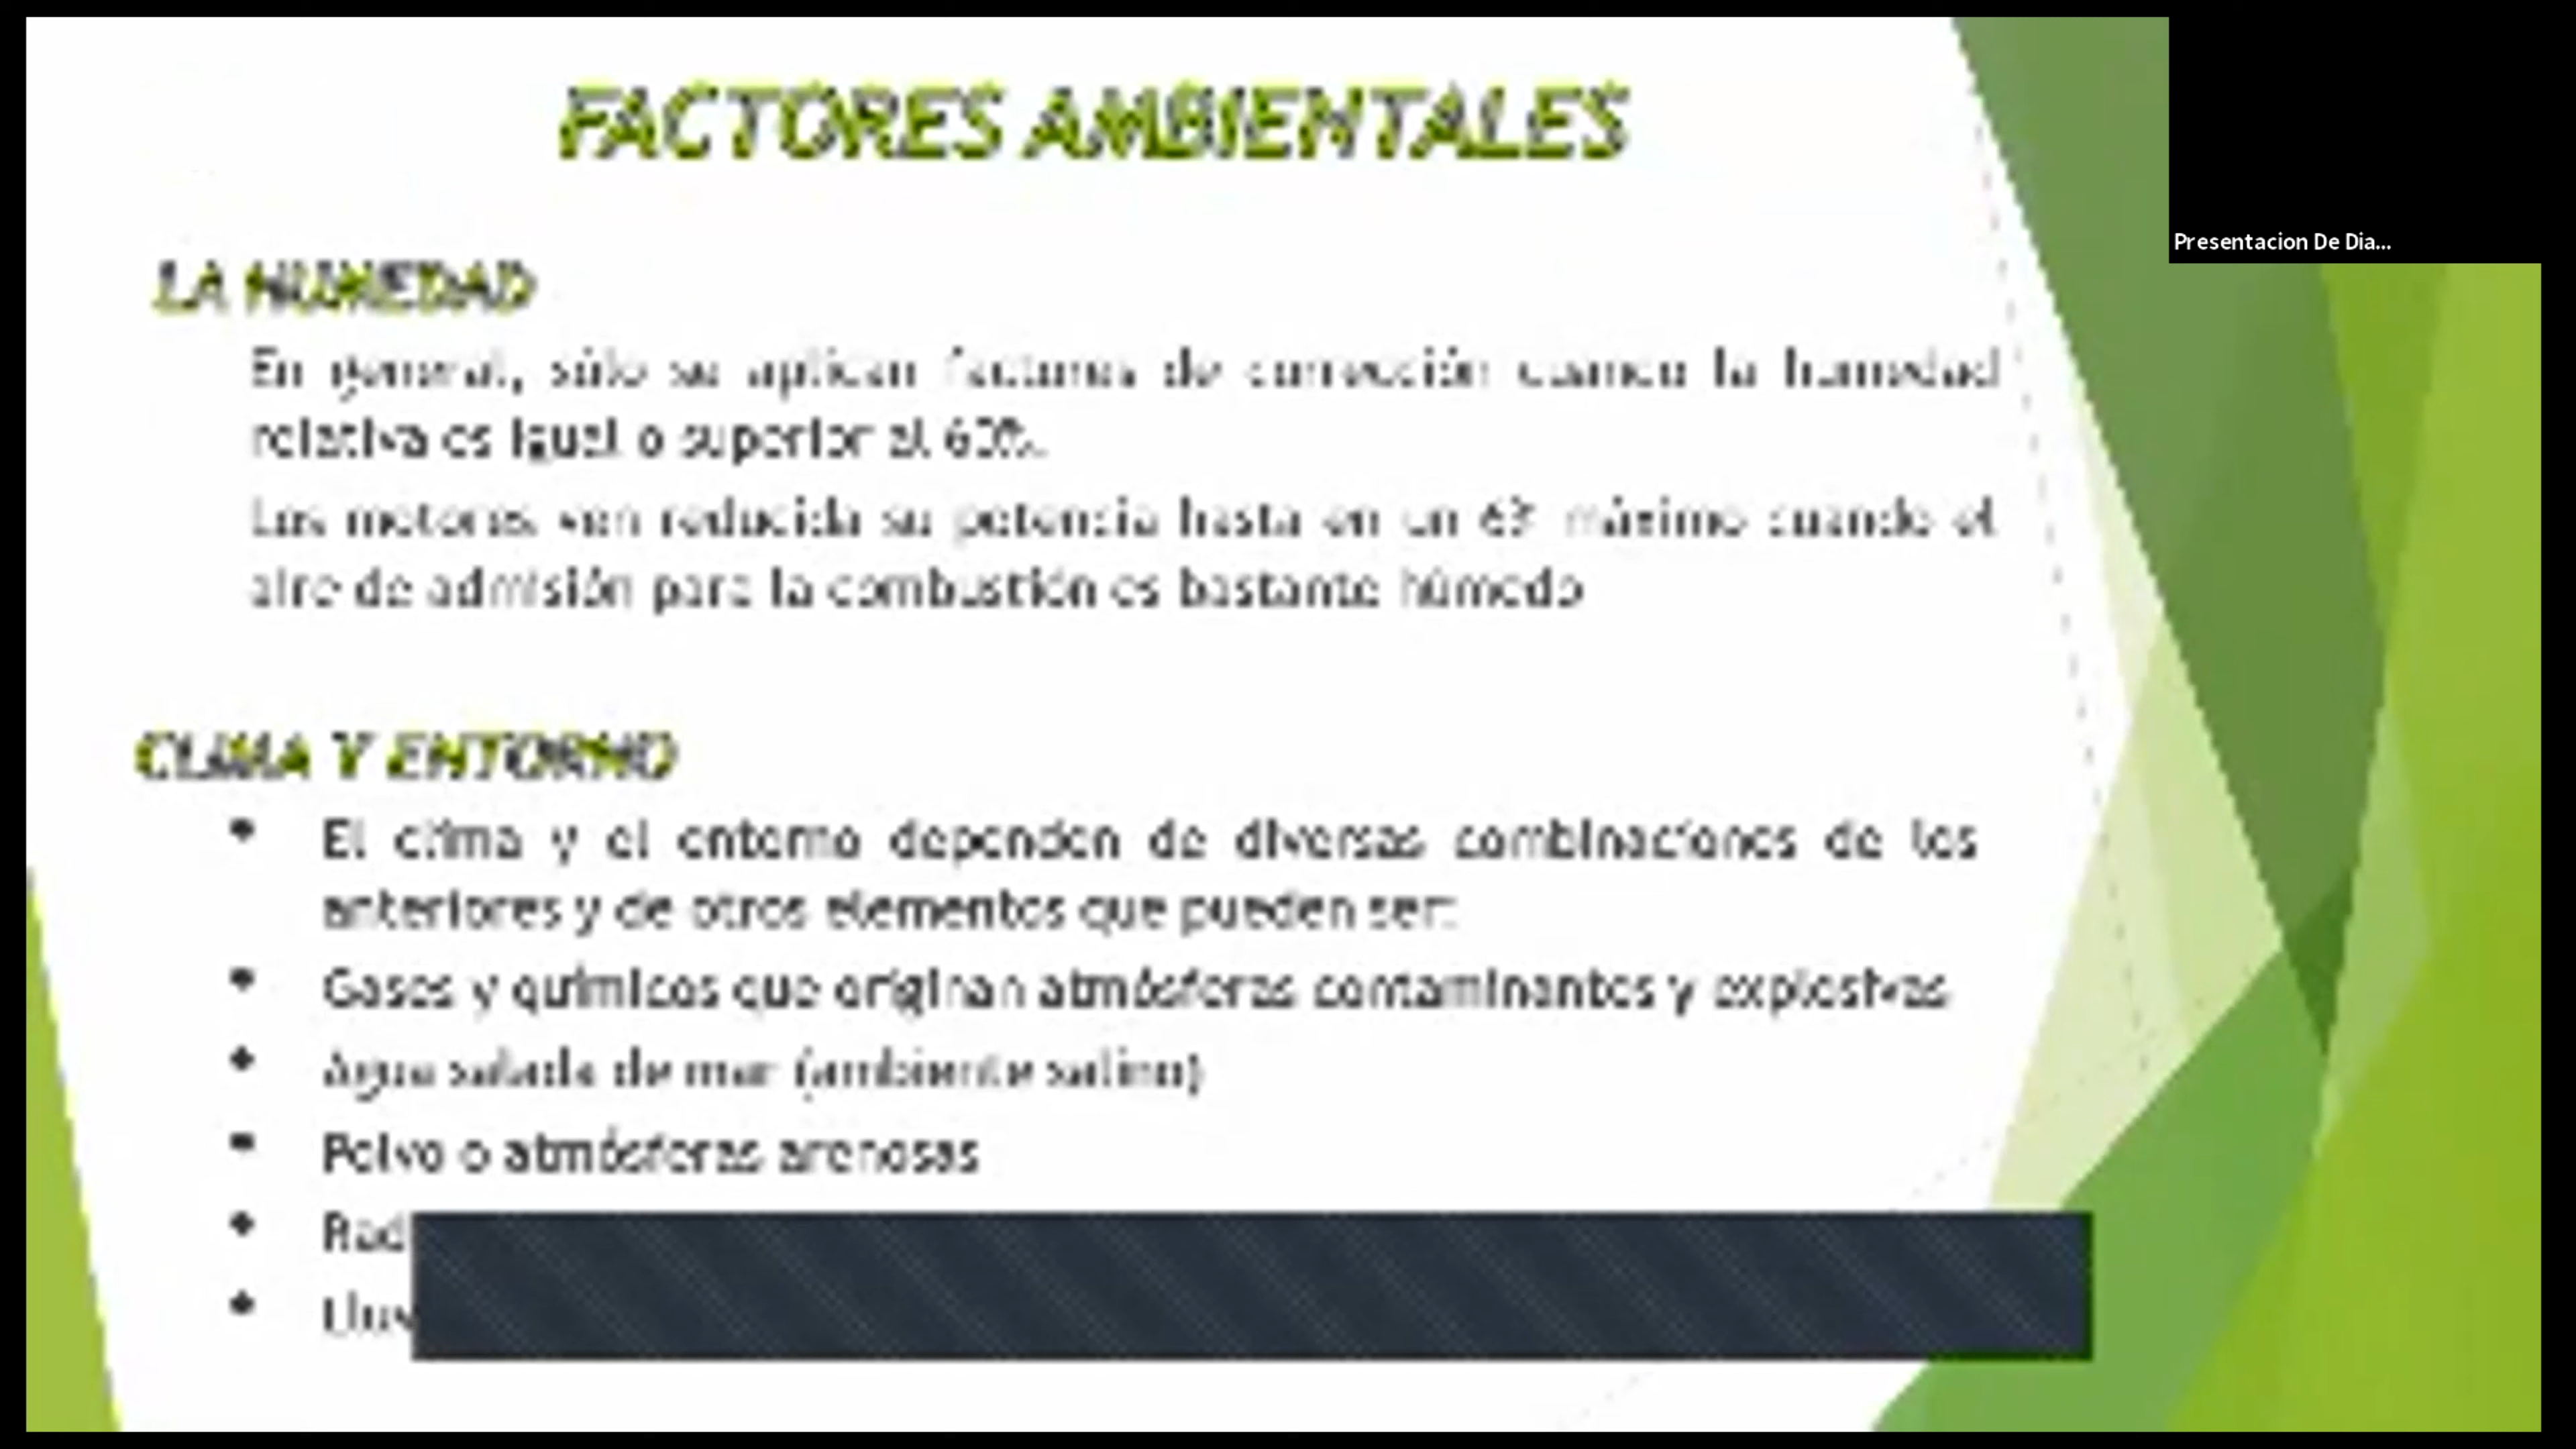 FACTORES AMBIENTALES
Presentacion De Dia...
LA HUMEDAD
En general, sólo se aplican factores de corrección cuando la humedad
relativa es igual o superior al 60%.
Los motores ven reducida su potencia hasta en un 6% máximo cuando el
aire de admisión para la combustión es bastante húmedo
CLIMA Y ENTORNO
• El clima y el entorno dependen de diversas combinaciones de los
anteriores y de otros elementos que pueden ser:
• Gases y químicos que originan atmósferas contaminantes y explosivas
• Agua salada de mar (ambiente salino)
• Polvo o atmósferas arenosas
• Rad
• Lluv